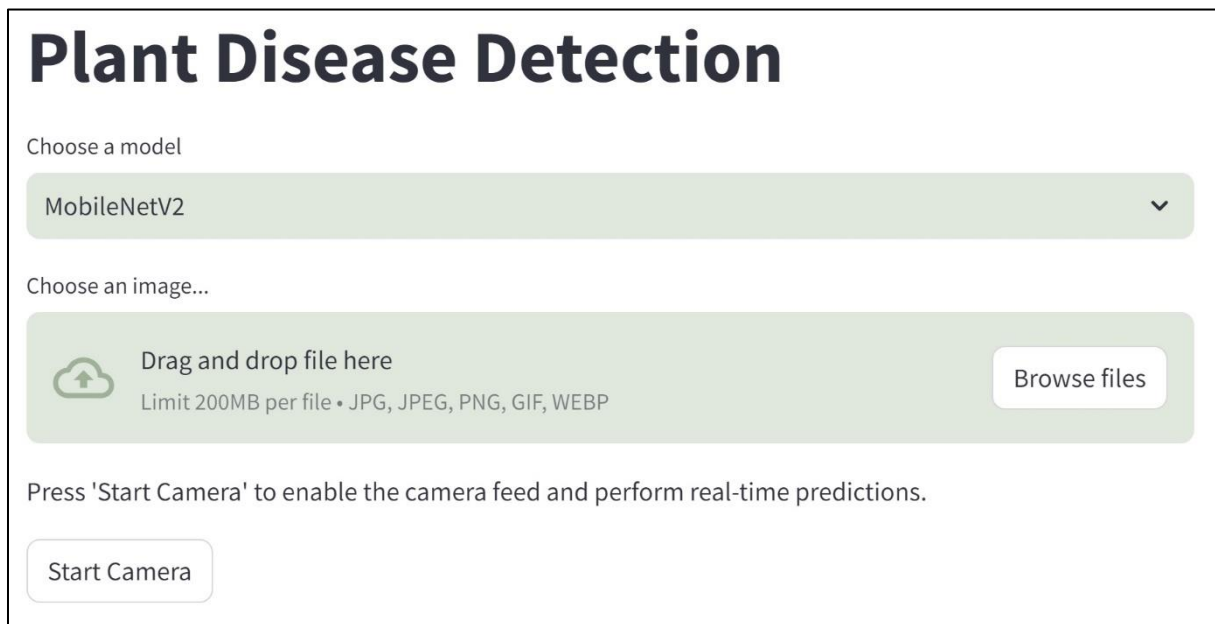 Plant Disease Detection
Choose a model
MobileNetV2
Choose an image...
Drag and drop file here
Limit 200MB per file • JPG, JPEG, PNG, GIF, WEBP
Browse files
Press 'Start Camera' to enable the camera feed and perform real-time predictions.
Start Camera